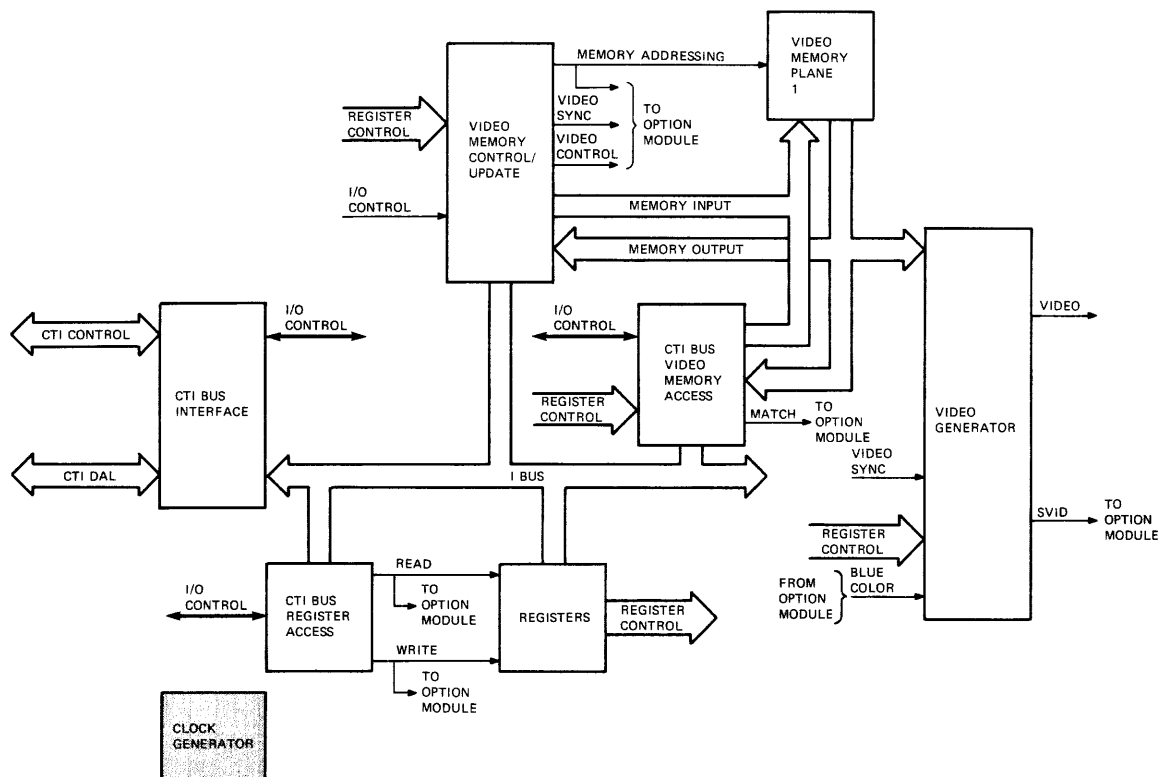 VIDEO
MEMORY
PLANE
1
MEMORY ADDRESSING
VIDEO
SYNC
VIDEO
CONTROL
TO
OPTION
MODULE
REGISTER
CONTROL
VIDEO
MEMORY
CONTROL/
UPDATE
I/O
CONTROL
MEMORY INPUT
MEMORY OUTPUT
CTI CONTROL
CTI BUS
INTERFACE
I/O
CONTROL
CTI DAL
I/O
CONTROL
CTI BUS
VIDEO
MEMORY
ACCESS
REGISTER
CONTROL
MATCH
TO
OPTION
MODULE
I BUS
VIDEO
GENERATOR
VIDEO
VIDEO
SYNC
SVID
TO
OPTION
MODULE
REGISTER
CONTROL
FROM
OPTION
MODULE
BLUE
COLOR
I/O
CONTROL
CTI BUS
REGISTER
ACCESS
READ
TO
OPTION
MODULE
WRITE
TO
OPTION
MODULE
REGISTERS
REGISTER
CONTROL
CLOCK
GENERATOR